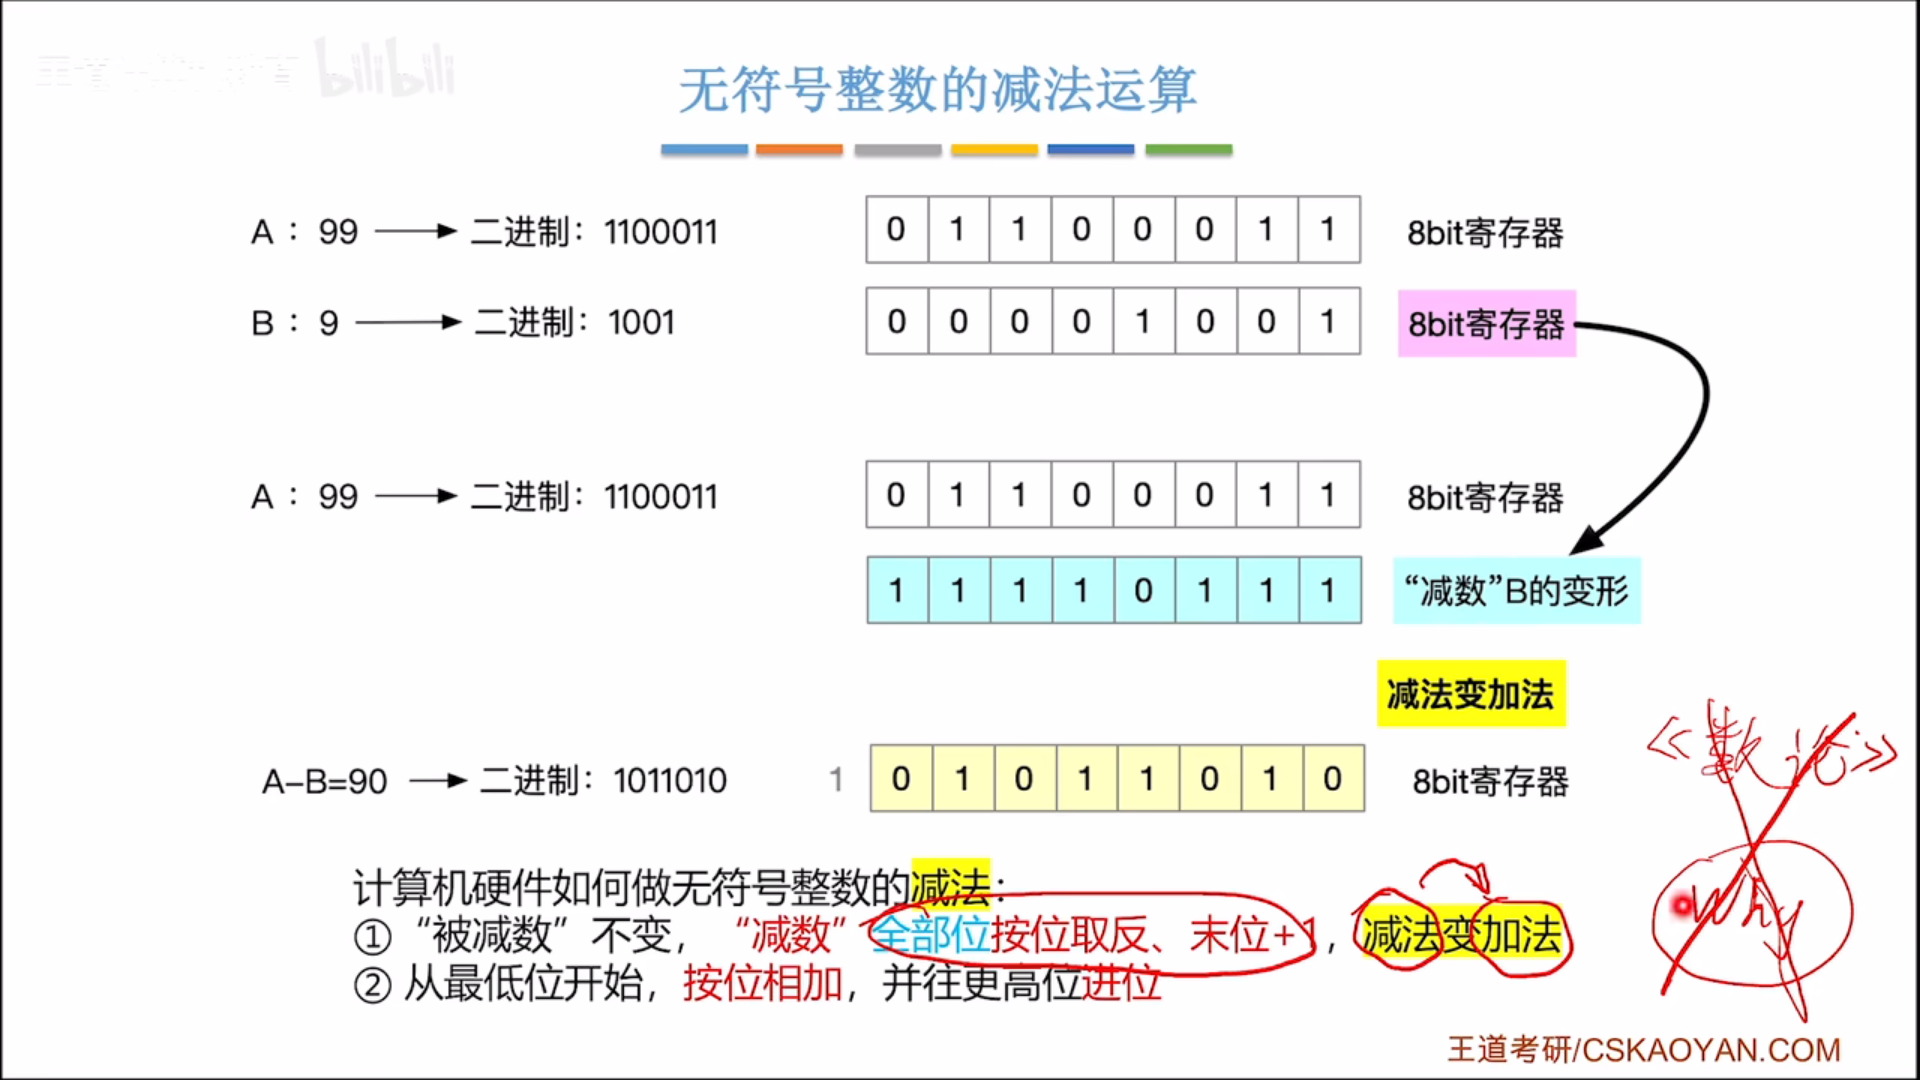 bilibili
无符号整数的减法运算
A：99 → 二进制：1100011 0 1 1 0 0 0 1 1 8bit寄存器
B：9 → 二进制：1001 0 0 0 0 1 0 0 1 8bit寄存器
A：99 → 二进制：1100011 0 1 1 0 0 0 1 1 8bit寄存器
1 1 1 1 0 1 1 1 “减数”B的变形
减法变加法
《数论》
A–B=90 → 二进制：1011010 1 0 1 0 1 1 0 1 0 8bit寄存器
计算机硬件如何做无符号整数的减法：
①“被减数”不变，“减数”全部位按位取反、末位+1，减法变加法
why
② 从最低位开始，按位相加，并往更高位进位
王道考研/CSKAOYAN.COM